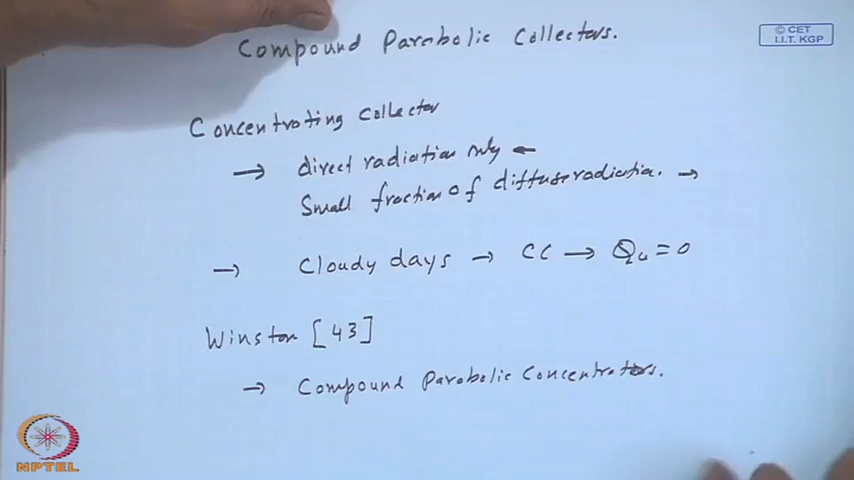 Compound Parabolic Collectors.
© CET
I.I.T. KGP
Concentrating Collector
→ direct radiation only ←
Small fraction of diffuse radiation. →
→ Cloudy days → CC → Qu = 0
Winston [43]
→ Compound Parabolic Concentrators.
NPTEL